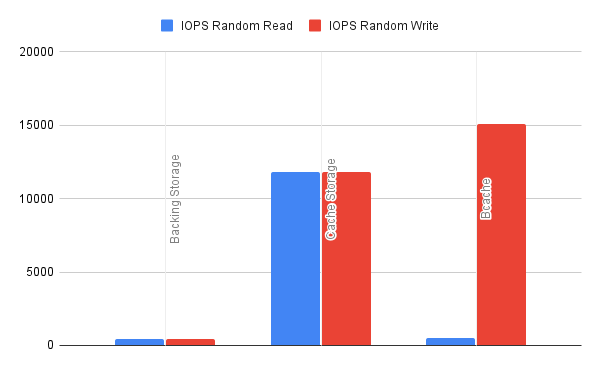 IOPS Random Read IOPS Random Write
20000
15000
10000
5000
0
Backing Storage
Cache Storage
Bcache